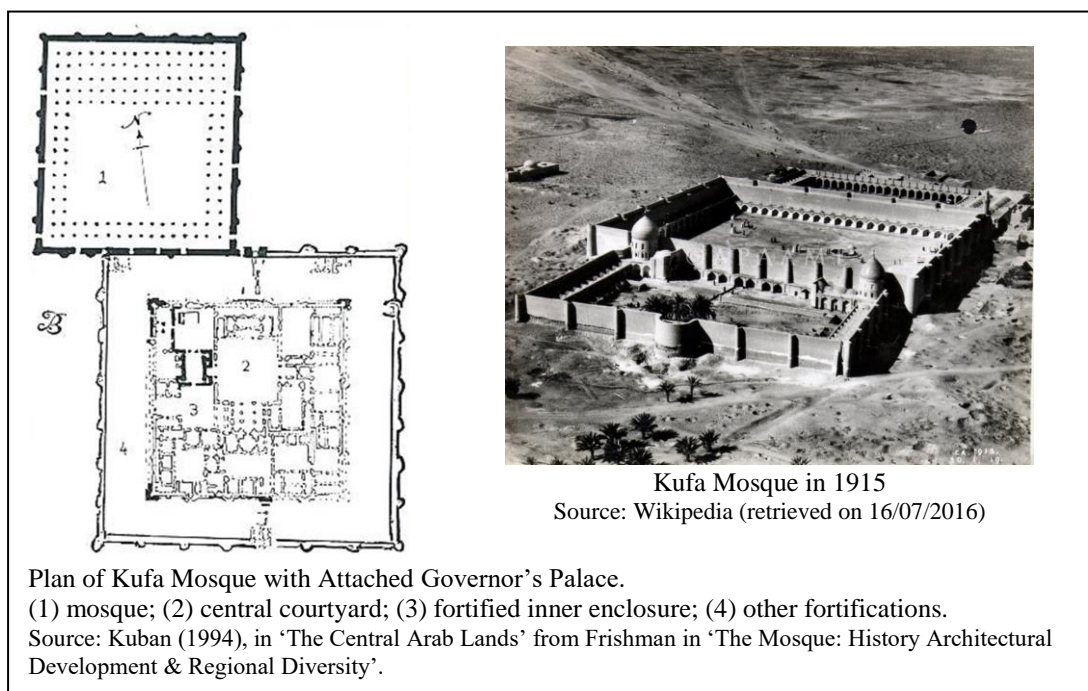 N
1
B
2
3
4
Kufa Mosque in 1915
Source: Wikipedia (retrieved on 16/07/2016)
Plan of Kufa Mosque with Attached Governor’s Palace.
(1) mosque; (2) central courtyard; (3) fortified inner enclosure; (4) other fortifications.
Source: Kuban (1994), in ‘The Central Arab Lands’ from Frishman in ‘The Mosque: History Architectural
Development & Regional Diversity’.